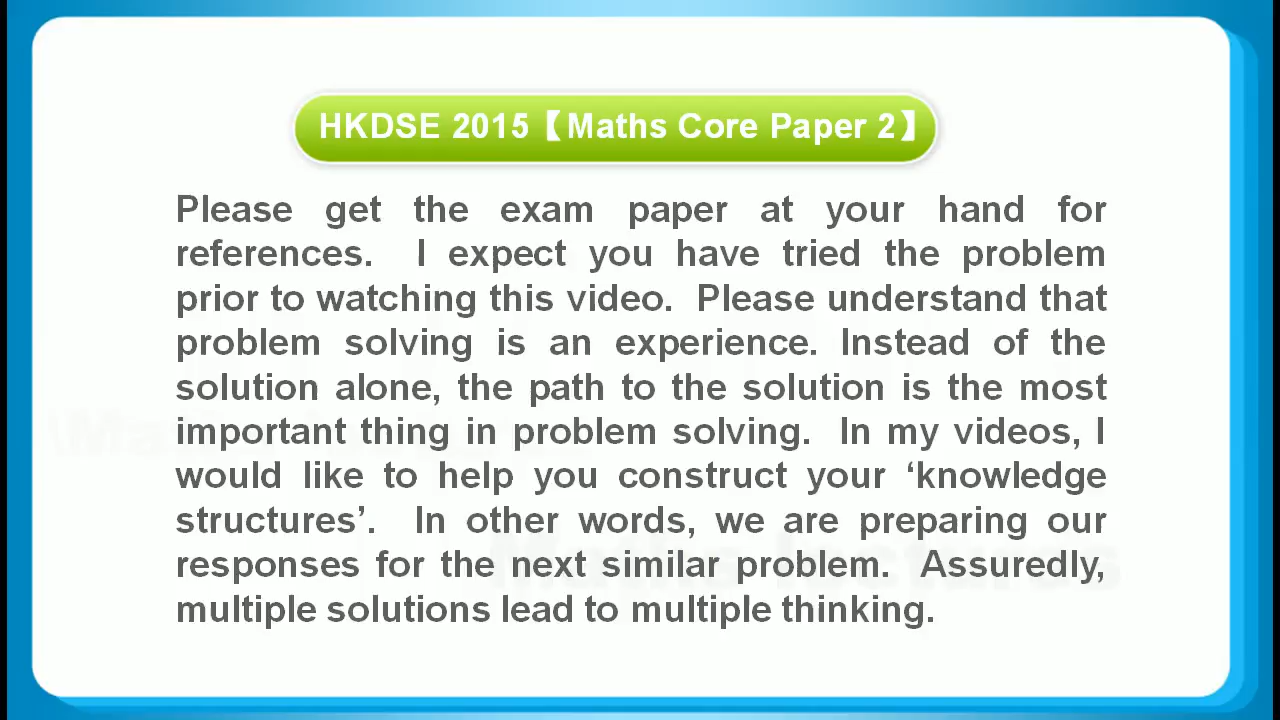 HKDSE 2015【Maths Core Paper 2】
Please get the exam paper at your hand for
references. I expect you have tried the problem
prior to watching this video. Please understand that
problem solving is an experience. Instead of the
solution alone, the path to the solution is the most
important thing in problem solving. In my videos, I
would like to help you construct your ‘knowledge
structures’. In other words, we are preparing our
responses for the next similar problem. Assuredly,
multiple solutions lead to multiple thinking.